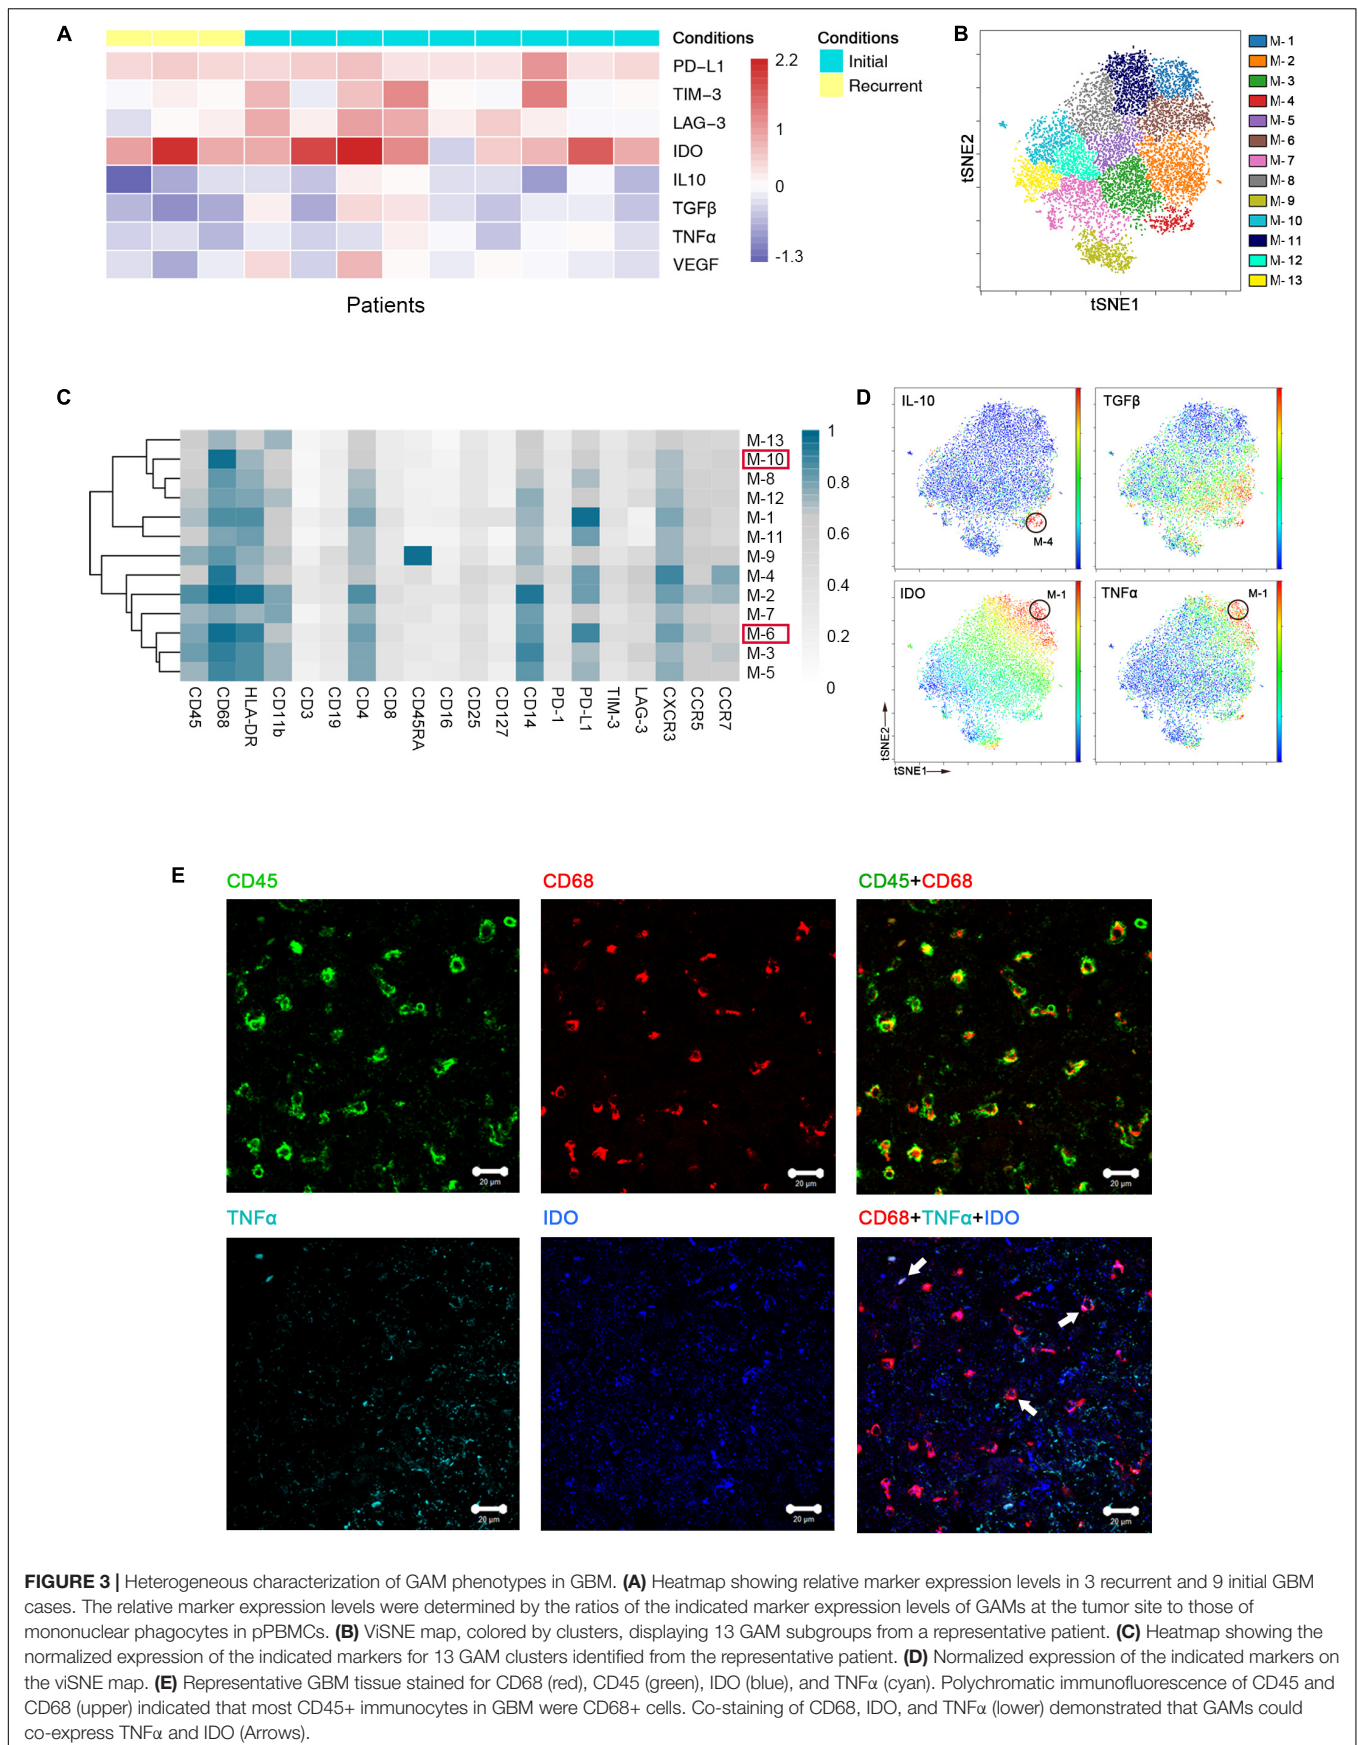 A
Conditions
PD-L1
TIM-3
LAG-3
IDO
IL10
TGFβ
TNFα
VEGF
Patients
2.2
1
0
-1.3
Conditions
Initial
Recurrent
B
tSNE2
tSNE1
M-1
M-2
M-3
M-4
M-5
M-6
M-7
M-8
M-9
M-10
M-11
M-12
M-13
C
M-13
M-10
M-8
M-12
M-1
M-11
M-9
M-4
M-2
M-7
M-6
M-3
M-5
1
0.8
0.6
0.4
0.2
0
CD45
CD68
HLA-DR
CD11b
CD3
CD19
CD4
CD8
CD45RA
CD16
CD25
CD127
CD14
PD-1
PD-L1
TIM-3
LAG-3
CXCR3
CCR5
CCR7
D
IL-10
M-4
TGFβ
IDO
M-1
TNFα
M-1
tSNE2
tSNE1
E
CD45
CD68
CD45+CD68
20 μm
20 μm
20 μm
TNFα
IDO
CD68+TNFα+IDO
20 μm
20 μm
20 μm
FIGURE 3 | Heterogeneous characterization of GAM phenotypes in GBM. (A) Heatmap showing relative marker expression levels in 3 recurrent and 9 initial GBM
cases. The relative marker expression levels were determined by the ratios of the indicated marker expression levels of GAMs at the tumor site to those of
mononuclear phagocytes in pPBMCs. (B) ViSNE map, colored by clusters, displaying 13 GAM subgroups from a representative patient. (C) Heatmap showing the
normalized expression of the indicated markers for 13 GAM clusters identified from the representative patient. (D) Normalized expression of the indicated markers on
the viSNE map. (E) Representative GBM tissue stained for CD68 (red), CD45 (green), IDO (blue), and TNFα (cyan). Polychromatic immunofluorescence of CD45 and
CD68 (upper) indicated that most CD45+ immunocytes in GBM were CD68+ cells. Co-staining of CD68, IDO, and TNFα (lower) demonstrated that GAMs could
co-express TNFα and IDO (Arrows).